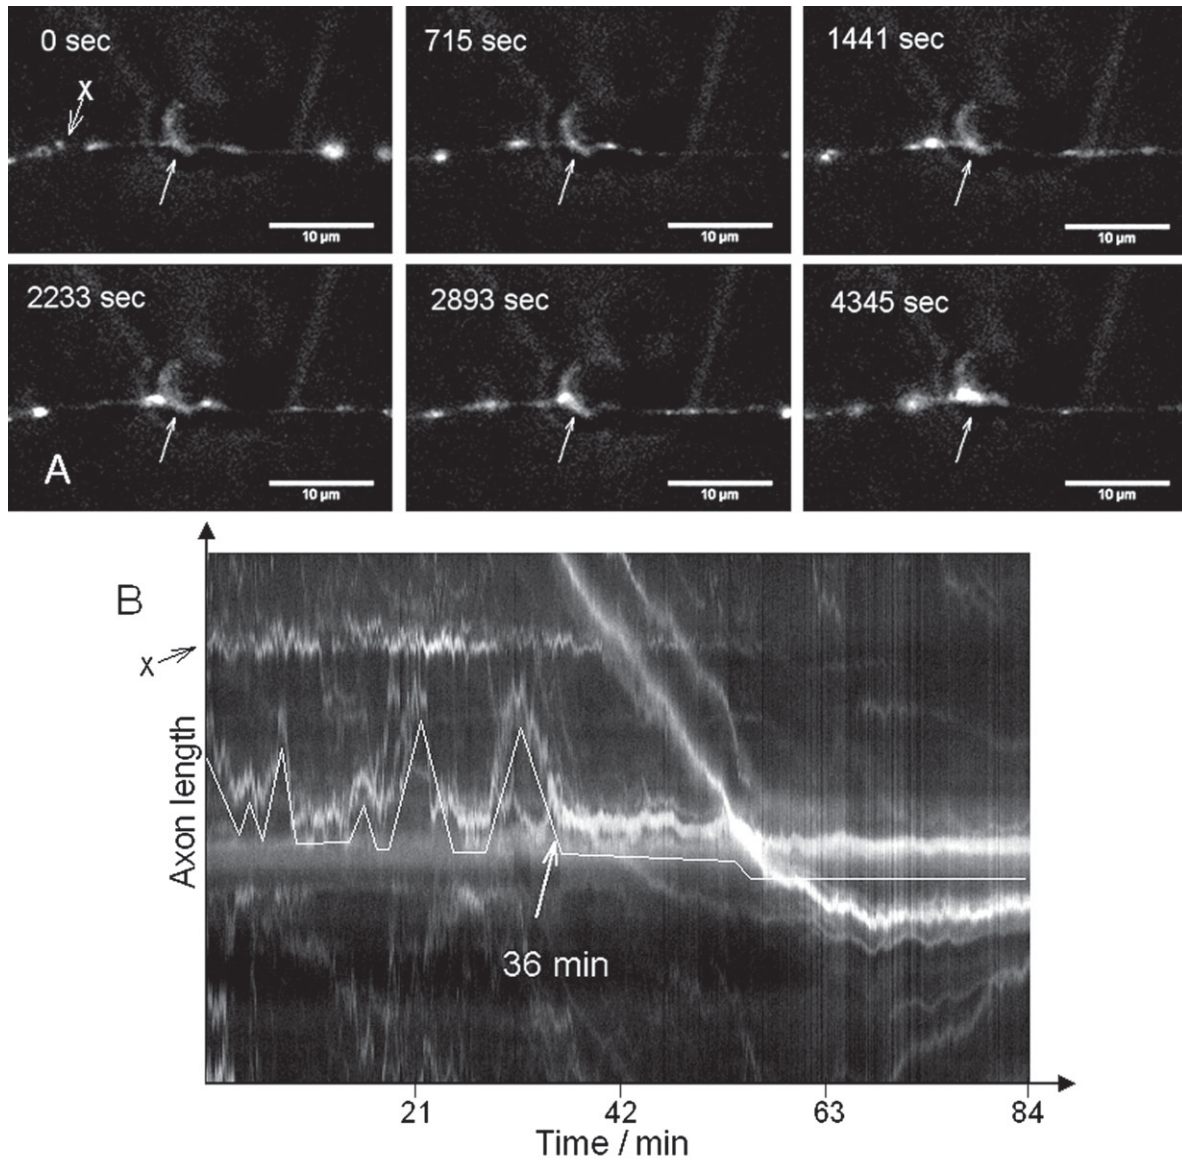 0 sec
X
10 µm
715 sec
10 µm
1441 sec
10 µm
2233 sec
A
10 µm
2893 sec
10 µm
4345 sec
10 µm
B
X
Axon length
36 min
21
42
63
84
Time / min